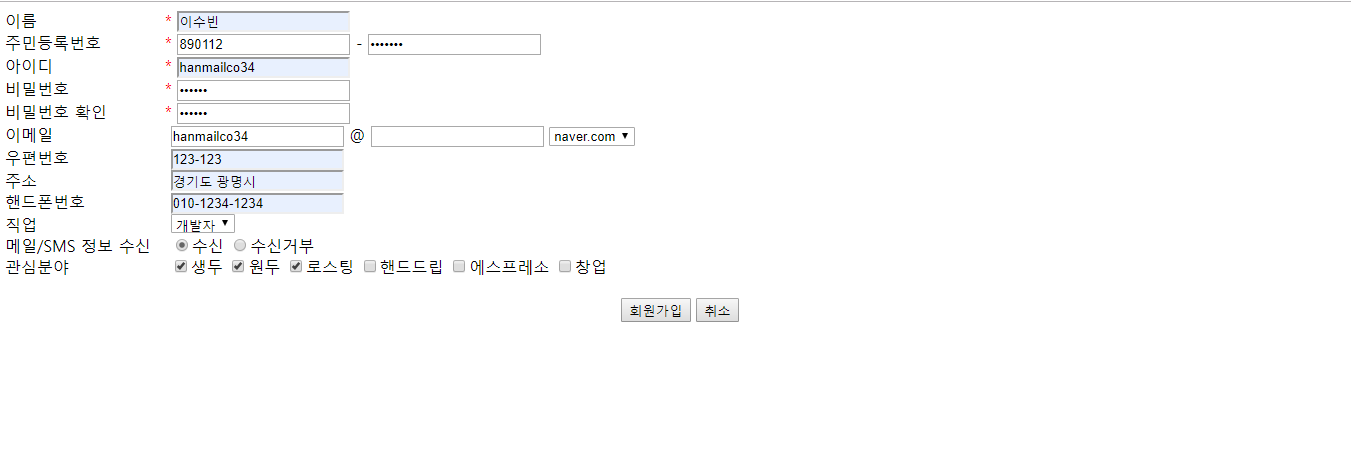 이름 * 이수빈
주민등록번호 * 890112 - •••••••
아이디 * hanmailco34
비밀번호 * ••••••
비밀번호 확인 * ••••••
이메일 hanmailco34 @ naver.com
우편번호 123-123
주소 경기도 광명시
핸드폰번호 010-1234-1234
직업 개발자
메일/SMS 정보 수신 수신 수신거부
관심분야 생두 원두 로스팅 핸드드립 에스프레소 창업
회원가입 취소